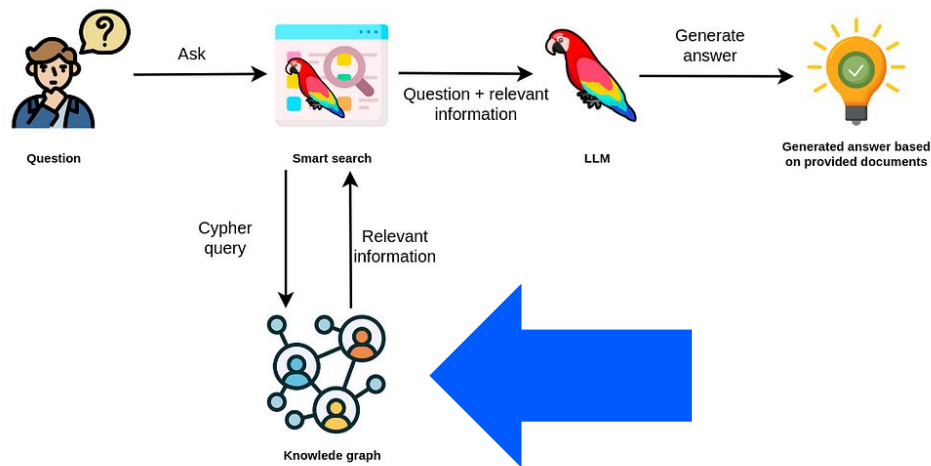 ?
Ask
Generate
answer
Question + relevant
information
Question
Smart search
LLM
Generated answer based
on provided documents
Cypher
query
Relevant
information
Knowlede graph